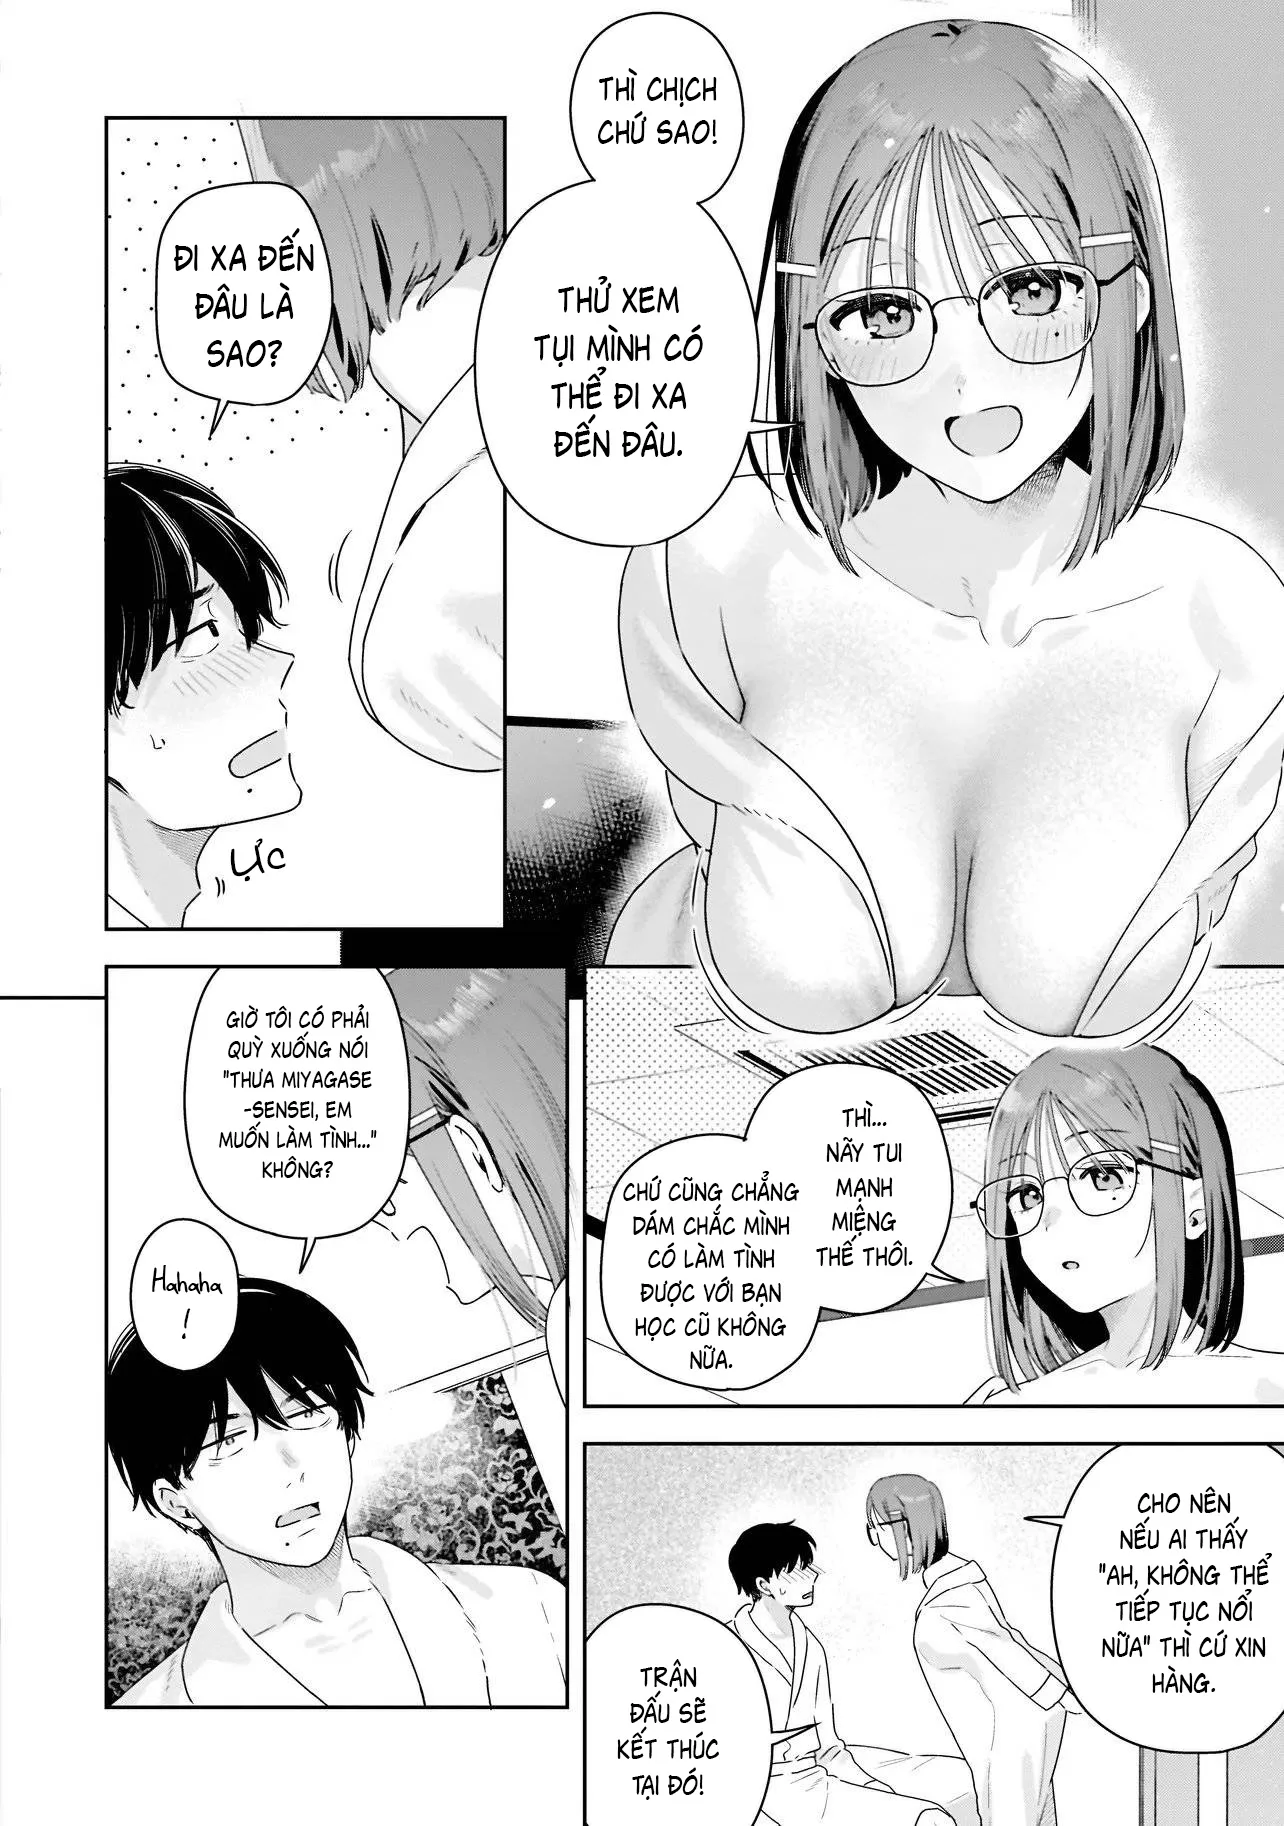 THÌ CHỊCH
CHỨ SAO!
THỬ XEM
TỤI MÌNH CÓ
THỂ ĐI XA
ĐẾN ĐÂU.
ĐI XA ĐẾN
ĐÂU LÀ
SAO?
ỰC
THÌ...
NÃY TUI
MẠNH
MIỆNG
THẾ THÔI.
CHỨ CŨNG CHẲNG
DÁM CHẮC MÌNH
CÓ LÀM TÌNH
ĐƯỢC VỚI BẠN
HỌC CŨ KHÔNG
NỮA.
GIỜ TÔI CÓ PHẢI
QUỲ XUỐNG NÓI
"THƯA MIYAGASE
-SENSEI, EM
MUỐN LÀM TÌNH..."
KHÔNG?
Hahaha
!
CHO NÊN
NẾU AI THẤY
"AH, KHÔNG THỂ
TIẾP TỤC NỔI
NỮA" THÌ CỨ XIN
HÀNG.
TRẬN
ĐẤU SẼ
KẾT THÚC
TẠI ĐÓ!